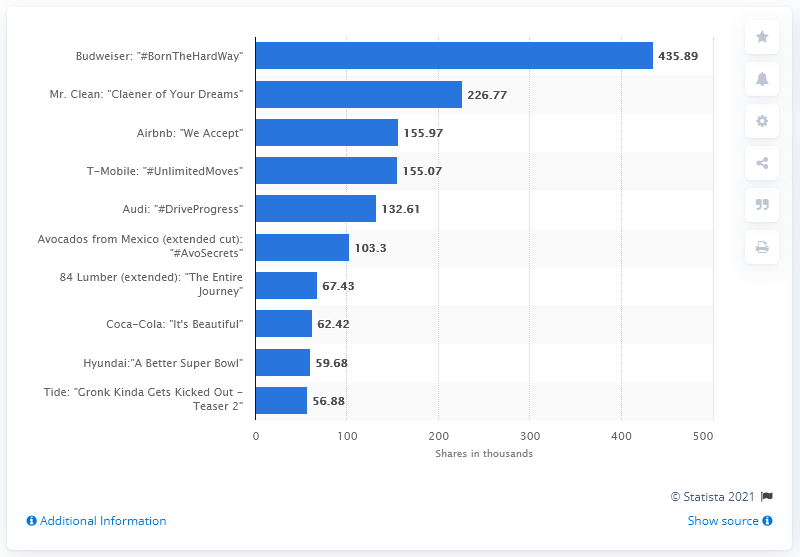 Budweiser: "#BornTheHardWay"
435.89
Mr. Clean: "Claener of Your Dreams"
226.77
Airbnb: "We Accept"
155.97
T-Mobile: "#UnlimitedMoves"
155.07
Audi: "#DriveProgress"
132.61
Avocados from Mexico (extended cut):
"#AvoSecrets"
103.3
84 Lumber (extended): "The Entire
Journey"
67.43
Coca-Cola: "It's Beautiful"
62.42
Hyundai:"A Better Super Bowl"
59.68
Tide: "Gronk Kinda Gets Kicked Out -
Teaser 2"
56.88
0 100 200 300 400 500
Shares in thousands
© Statista 2021
Additional Information
Show source